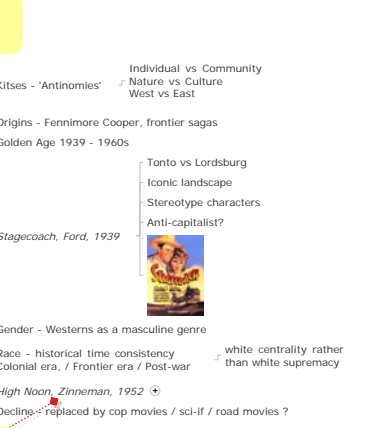 Individual vs Community
Kitses - 'Antinomies'
Nature vs Culture
West vs East
Origins - Fennimore Cooper, frontier sagas
Golden Age 1939 - 1960s
Tonto vs Lordsburg
Iconic landscape
Stereotype characters
Anti-capitalist?
Stagecoach, Ford, 1939
Gender - Westerns as a masculine genre
Race - historical time consistency
Colonial era, / Frontier era / Post-war
white centrality rather
than white supremacy
High Noon, Zinneman, 1952
Decline - replaced by cop movies / sci-if / road movies ?